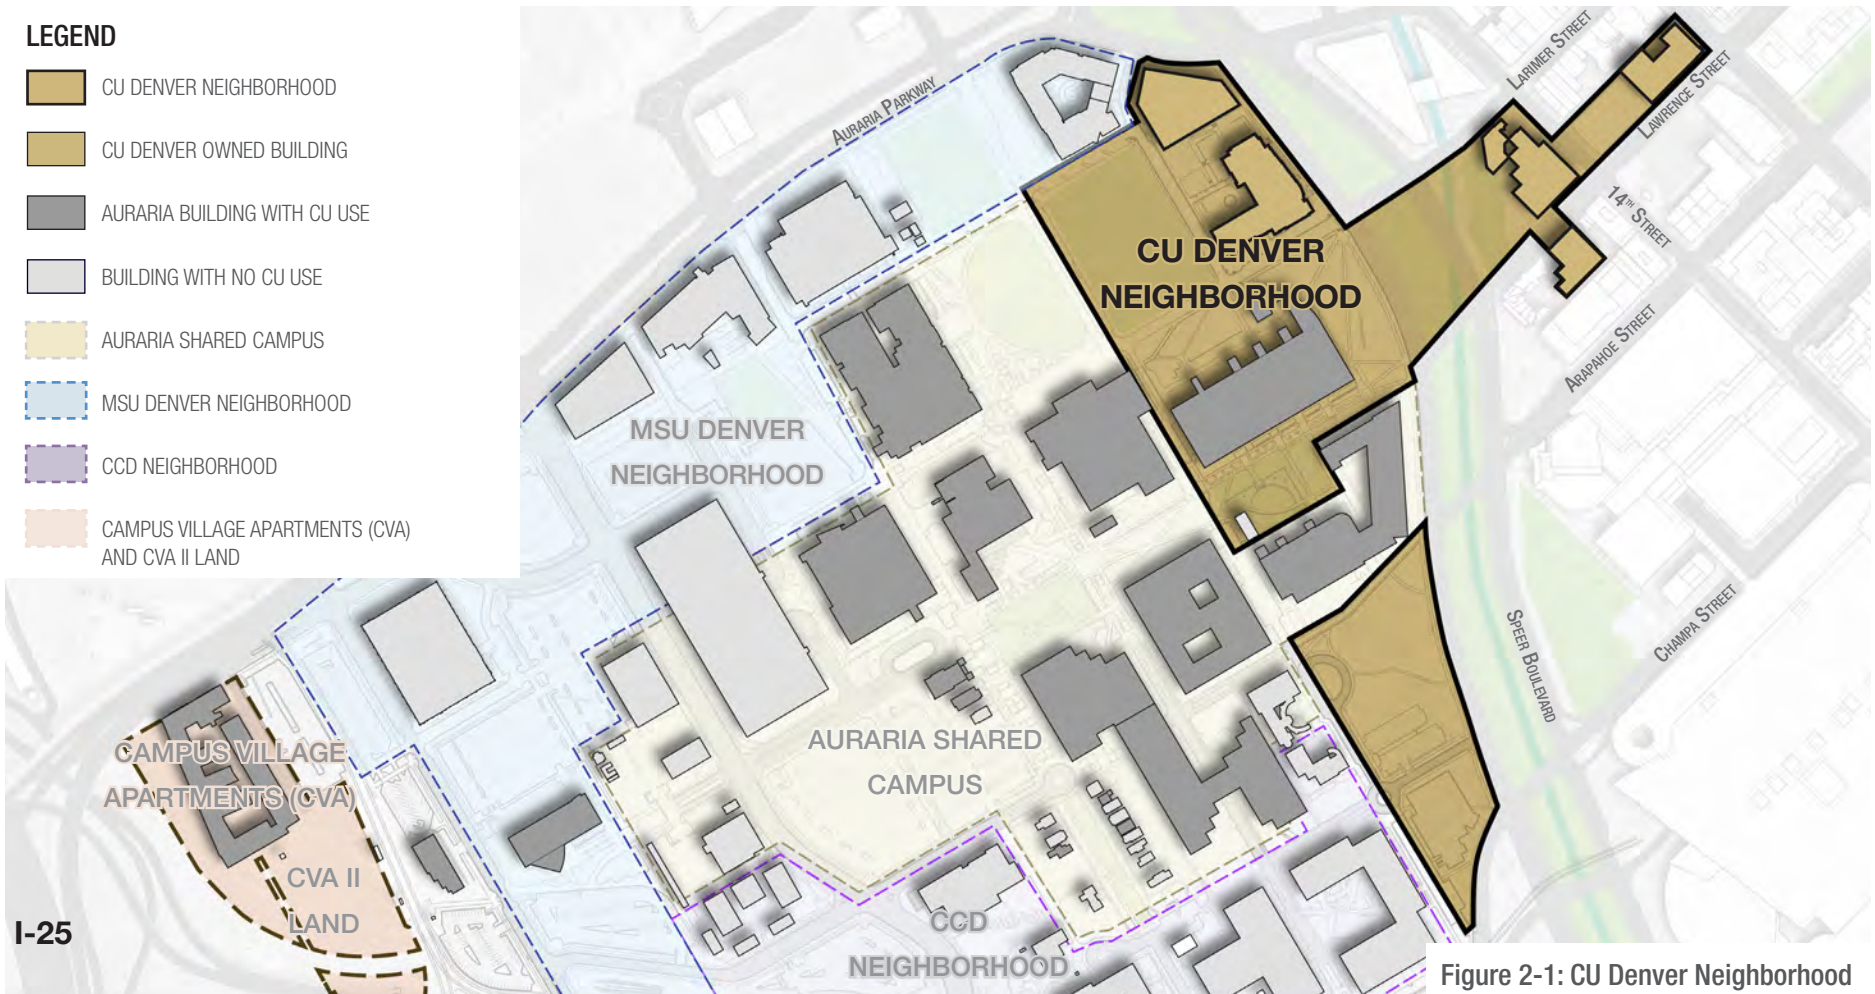 LEGEND
CU DENVER NEIGHBORHOOD
CU DENVER OWNED BUILDING
AURARIA BUILDING WITH CU USE
BUILDING WITH NO CU USE
AURARIA SHARED CAMPUS
MSU DENVER NEIGHBORHOOD
CCD NEIGHBORHOOD
CAMPUS VILLAGE APARTMENTS (CVA)
AND CVA II LAND
AURARIA PARKWAY
LARIMER STREET
LAWRENCE STREET
14TH STREET
ARAPAHOE STREET
CHAMPA STREET
SPEER BOULEVARD
CU DENVER
NEIGHBORHOOD
MSU DENVER
NEIGHBORHOOD
AURARIA SHARED
CAMPUS
CAMPUS VILLAGE
APARTMENTS (CVA)
CVA II
LAND
CCD
NEIGHBORHOOD
I-25
Figure 2-1: CU Denver Neighborhood